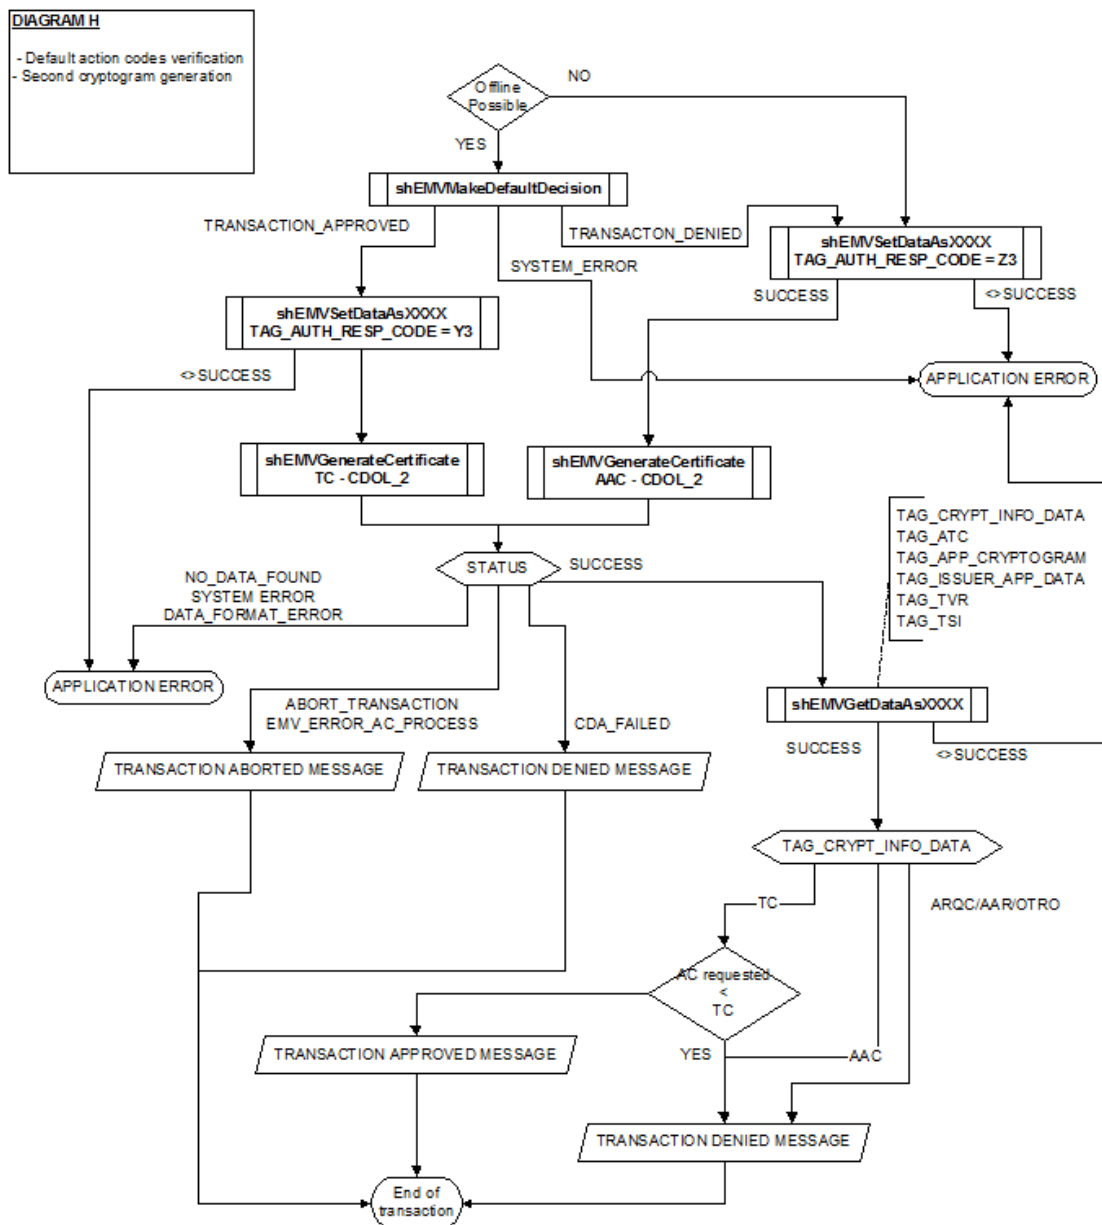 DIAGRAM H
- Default action codes verification
- Second cryptogram generation
Offline
Possible
NO
YES
shEMVMakeDefaultDecision
TRANSACTION_APPROVED
TRANSACTON_DENIED
SYSTEM_ERROR
shEMVSetDataAsXXXX
TAG_AUTH_RESP_CODE = Z3
SUCCESS
<>SUCCESS
shEMVSetDataAsXXXX
TAG_AUTH_RESP_CODE = Y3
<>SUCCESS
APPLICATION ERROR
shEMVGenerateCertificate
TC - CDOL_2
shEMVGenerateCertificate
AAC - CDOL_2
TAG_CRYPT_INFO_DATA
TAG_ATC
TAG_APP_CRYPTOGRAM
TAG_ISSUER_APP_DATA
TAG_TVR
TAG_TSI
STATUS
SUCCESS
NO_DATA_FOUND
SYSTEM ERROR
DATA_FORMAT_ERROR
APPLICATION ERROR
ABORT_TRANSACTION
EMV_ERROR_AC_PROCESS
CDA_FAILED
shEMVGetDataAsXXXX
SUCCESS
<>SUCCESS
TRANSACTION ABORTED MESSAGE
TRANSACTION DENIED MESSAGE
TAG_CRYPT_INFO_DATA
TC
ARQC/AAR/OTRO
AC requested
<
TC
TRANSACTION APPROVED MESSAGE
YES
AAC
TRANSACTION DENIED MESSAGE
End of
transaction